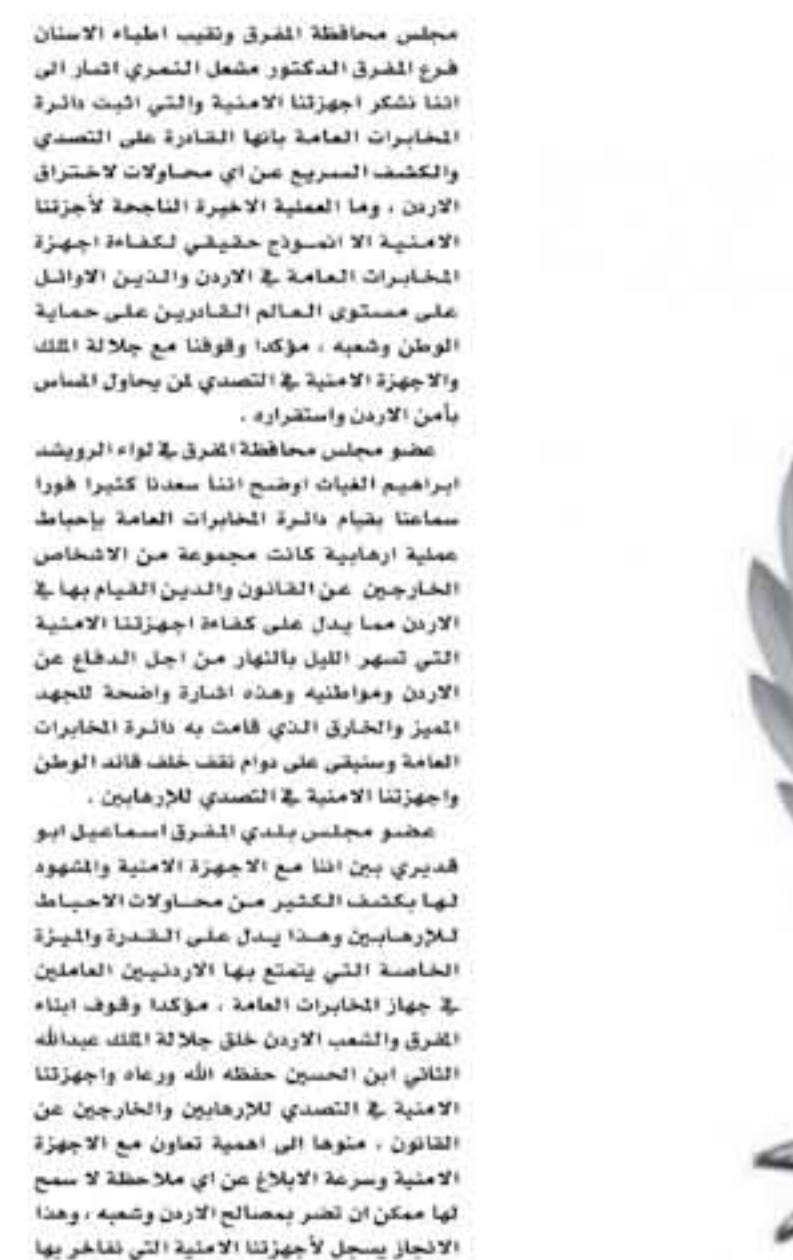 مجلس محافظة المفرق ونقيب اطباء الاسنان
فرع المفرق الدكتور مشعل النمري اشار الى
اننا نشكر اجهزتنا الامنية والتي اثبت دائرة
المخابرات العامة بانها القادرة على التصدي
والكشف السريع عن اي محاولات لاختراق
الاردن ، وما العملية الاخيرة الناجحة لأجزتنا
الامنية الا انموذج حقيقي لكفاءة اجهزة
المخابرات العامة في الاردن والذين الاوائل
على مستوى العالم القادرين على حماية
الوطن وشعبه ، مؤكدا وقوفنا مع جلالة الملك
والاجهزة الامنية في التصدي لمن يحاول المساس
بأمن الاردن واستقراره .
عضو مجلس محافظة المفرق في لواء الرويشد
ابراهيم الغياث اوضح اننا سعدنا كثيرا فورا
سماعنا بقيام دائرة المخابرات العامة بإحباط
عملية ارهابية كانت مجموعة من الاشخاص
الخارجين عن القانون والدين القيام بها في
الاردن مما يدل على كفاءة اجهزتنا الامنية
التي تسهر الليل بالنهار من اجل الدفاع عن
الاردن ومواطنيه وهذه اشارة واضحة للجهد
المميز والخارق الذي قامت به دائرة المخابرات
العامة وسنبقى على دوام نقف خلف قائد الوطن
واجهزتنا الامنية في التصدي للإرهابين .
عضو مجلس بلدي المفرق اسماعيل ابو
قديري بين اننا مع الاجهزة الامنية والمشهود
لها بكشف الكثير من محاولات الاحباط
للإرهابين وهذا يدل على القدرة والميزة
الخاصة التي يتمتع بها الاردنيين العاملين
في جهاز المخابرات العامة ، مؤكدا وقوف ابناء
المفرق والشعب الاردن خلق جلالة الملك عبدالله
الثاني ابن الحسين حفظه الله ورعاه واجهزتنا
الامنية في التصدي للإرهابين والخارجين عن
القانون ، منوها الى اهمية تعاون مع الاجهزة
الامنية وسرعة الابلاغ عن اي ملاحظة لا سمح
لها ممكن ان تضر بمصالح الاردن وشعبه ، وهذا
الانجاز يسجل لأجهزتنا الامنية التي نفاخر بها